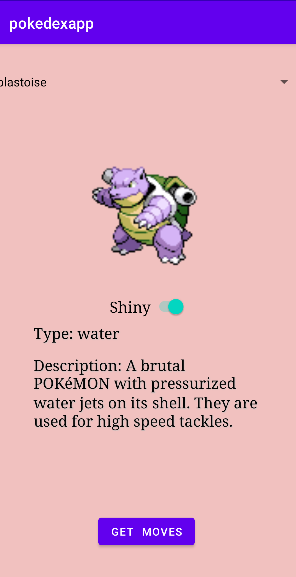 pokedexapp
blastoise
Shiny
Type: water
Description: A brutal
POKéMON with pressurized
water jets on its shell. They are
used for high speed tackles.
GET MOVES